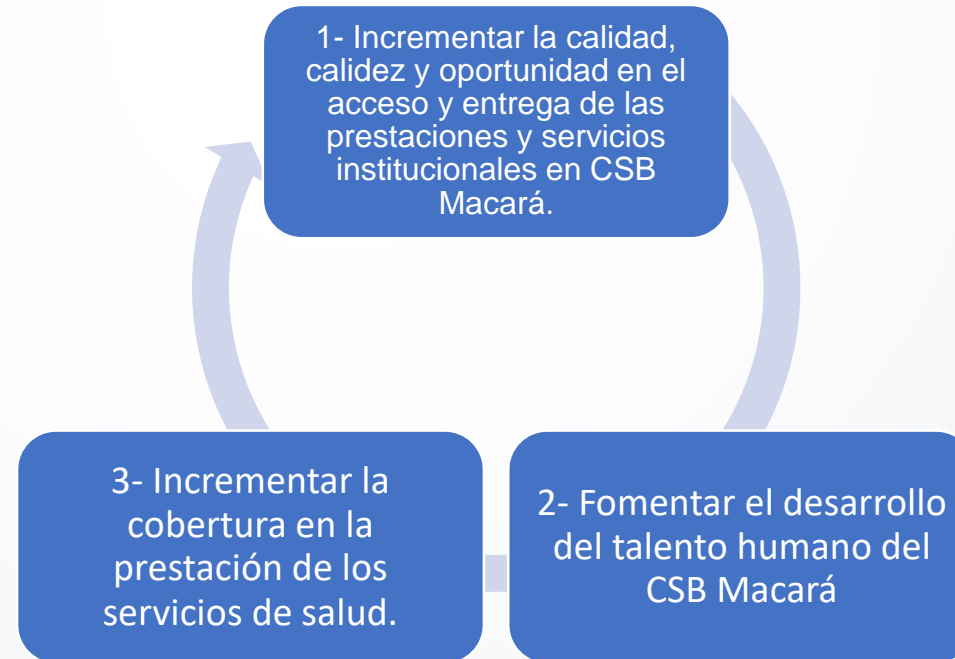 1- Incrementar la calidad,
calidez y oportunidad en el
acceso y entrega de las
prestaciones y servicios
institucionales en CSB
Macará.
2- Fomentar el desarrollo
del talento humano del
CSB Macará
3- Incrementar la
cobertura en la
prestación de los
servicios de salud.